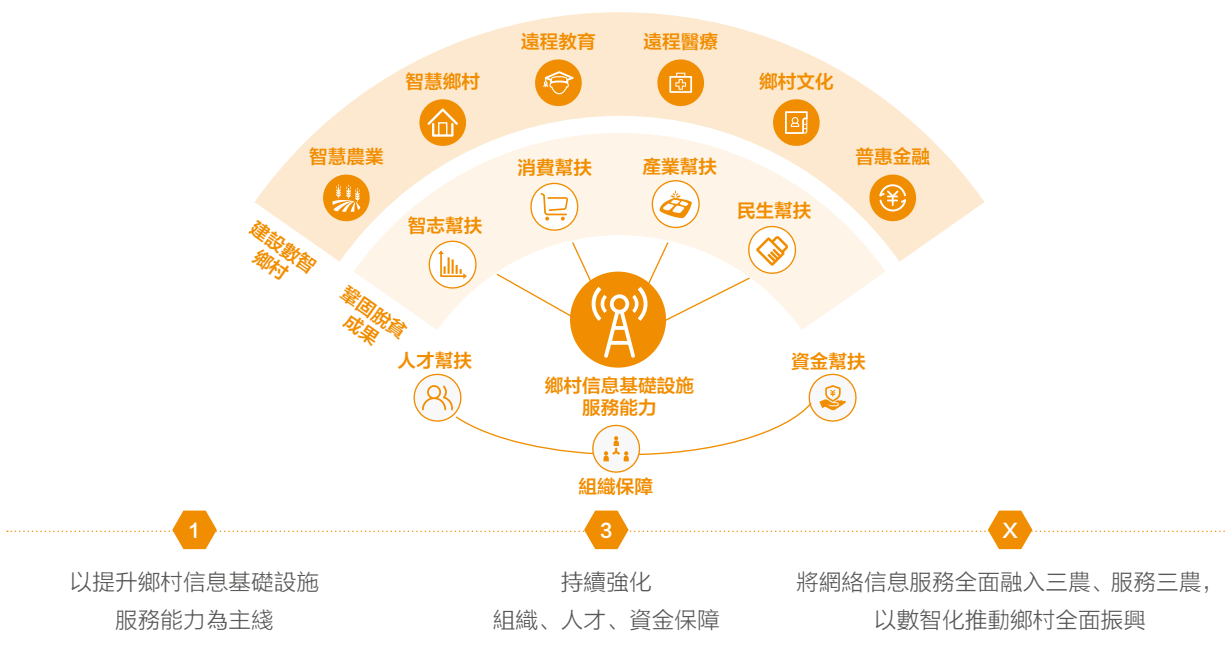 遠程教育
遠程醫療
智慧鄉村
鄉村文化
智慧農業
普惠金融
消費幫扶
產業幫扶
智志幫扶
民生幫扶
建設數智
鄉村
鞏固脫貧
成果
人才幫扶
資金幫扶
鄉村信息基礎設施
服務能力
組織保障
1
以提升鄉村信息基礎設施
服務能力為主綫
3
持續強化
組織、人才、資金保障
X
將網絡信息服務全面融入三農、服務三農，
以數智化推動鄉村全面振興